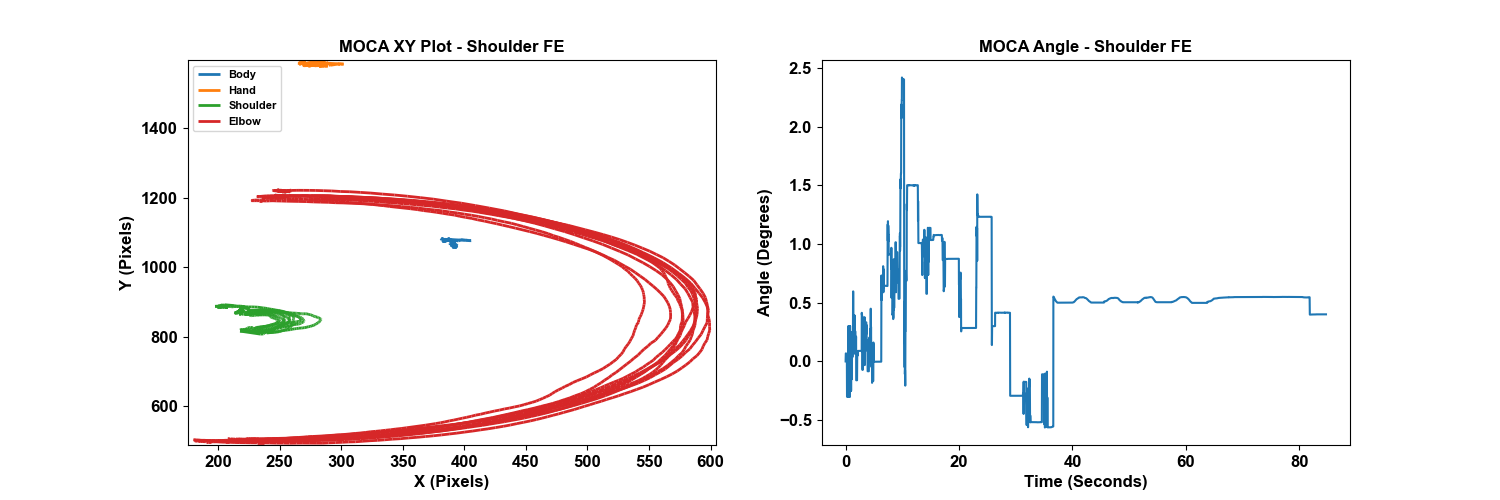 MOCA XY Plot - Shoulder FE
Body
Hand
Shoulder
Elbow
1400
1200
1000
800
600
Y (Pixels)
200 250 300 350 400 450 500 550 600
X (Pixels)
MOCA Angle - Shoulder FE
2.5
2.0
1.5
1.0
0.5
0.0
−0.5
Angle (Degrees)
0 20 40 60 80
Time (Seconds)